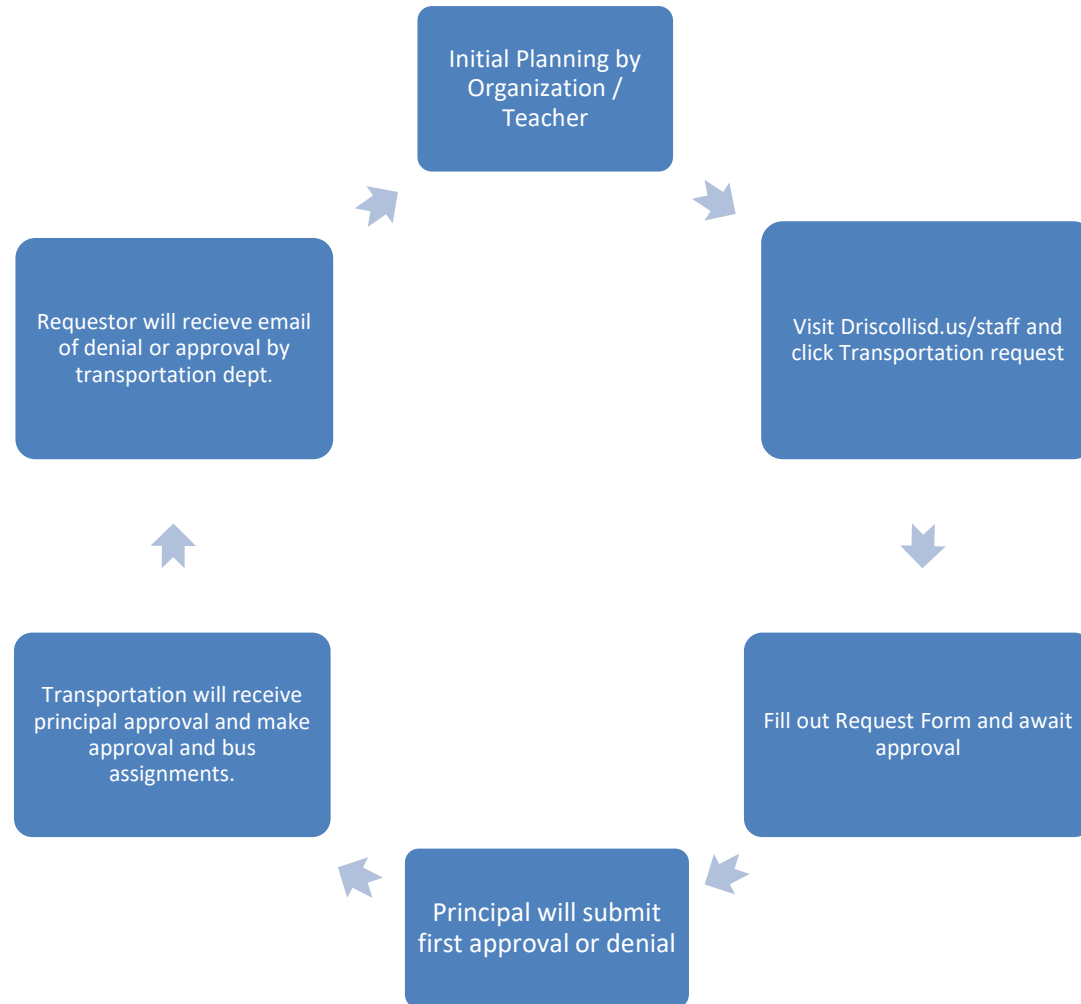 Initial Planning by
Organization /
Teacher
Visit Driscollisd.us/staff and
click Transportation request
Fill out Request Form and await
approval
Principal will submit
first approval or denial
Transportation will receive
principal approval and make
approval and bus
assignments.
Requestor will recieve email
of denial or approval by
transportation dept.